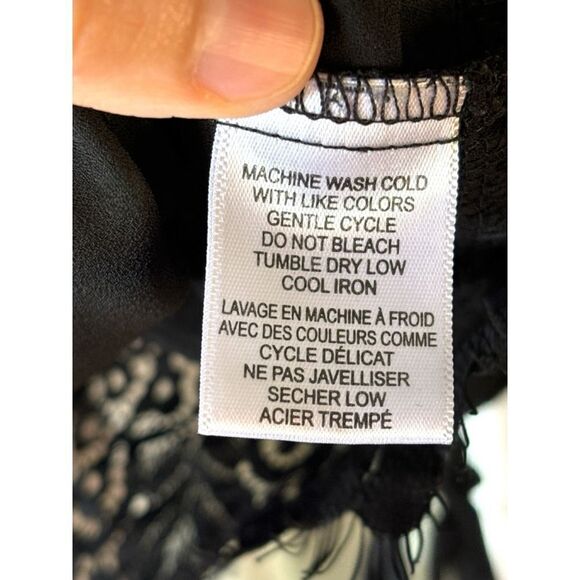 MACHINE WASH COLD
WITH LIKE COLORS
GENTLE CYCLE
DO NOT BLEACH
TUMBLE DRY LOW
COOL IRON
LAVAGE EN MACHINE À FROID
AVEC DES COULEURS COMME
CYCLE DÉLICAT
NE PAS JAVELLISER
SECHER LOW
ACIER TREMPÉ